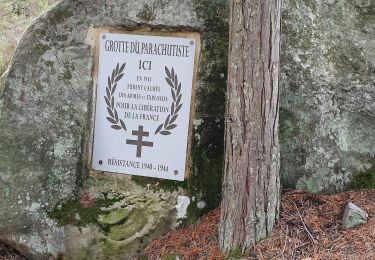 GROTTE DU PARACHUTISTE
ICI
EN 1943
FURENT CACHÉS
DES ARMES ET EXPLOSIFS
POUR LA LIBÉRATION
DE LA FRANCE
RÉSISTANCE 1940 - 1944